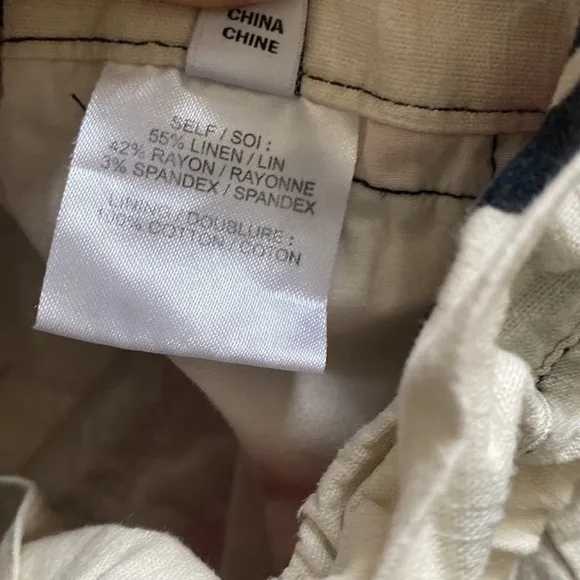 CHINA
CHINE
SELF / SOI :
55% LINEN / LIN
42% RAYON / RAYONNE
3% SPANDEX / SPANDEX
LINING / DOUBLURE :
100% COTTON / COTON